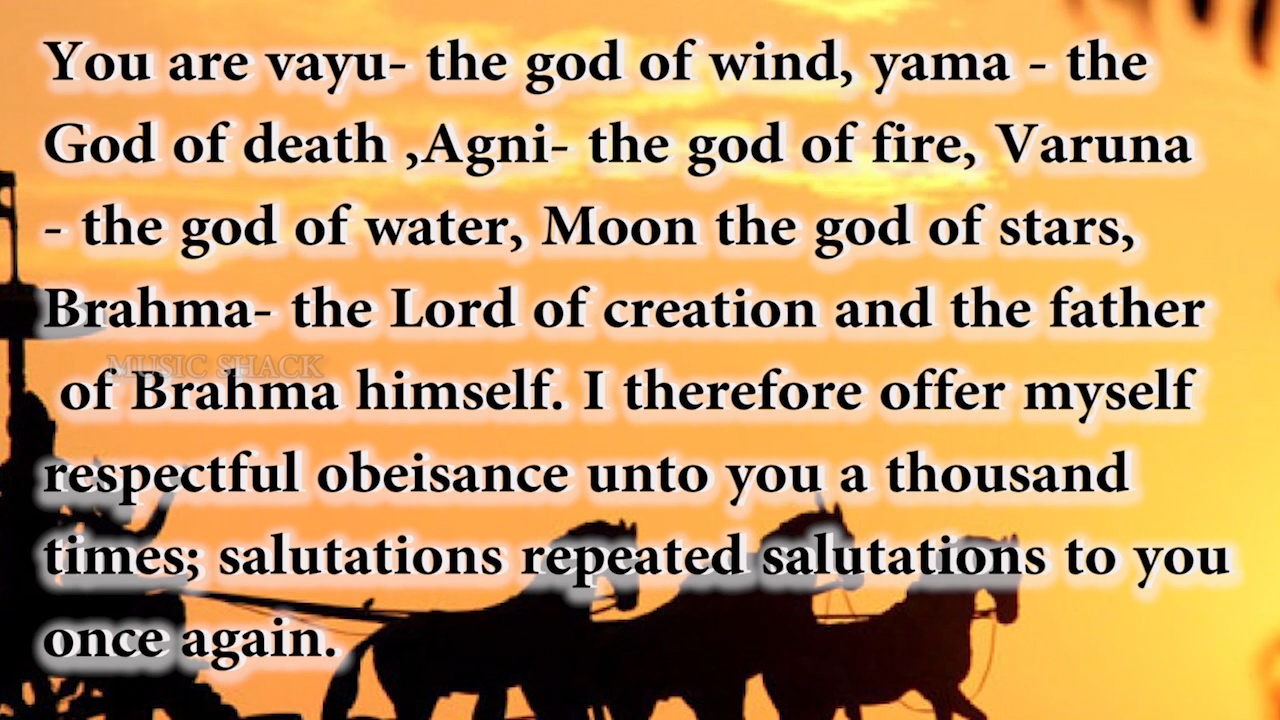 You are vayu- the god of wind, yama - the
God of death ,Agni- the god of fire, Varuna
- the god of water, Moon the god of stars,
Brahma- the Lord of creation and the father
MUSIC SHACK
of Brahma himself. I therefore offer myself
respectful obeisance unto you a thousand
times; salutations repeated salutations to you
once again.